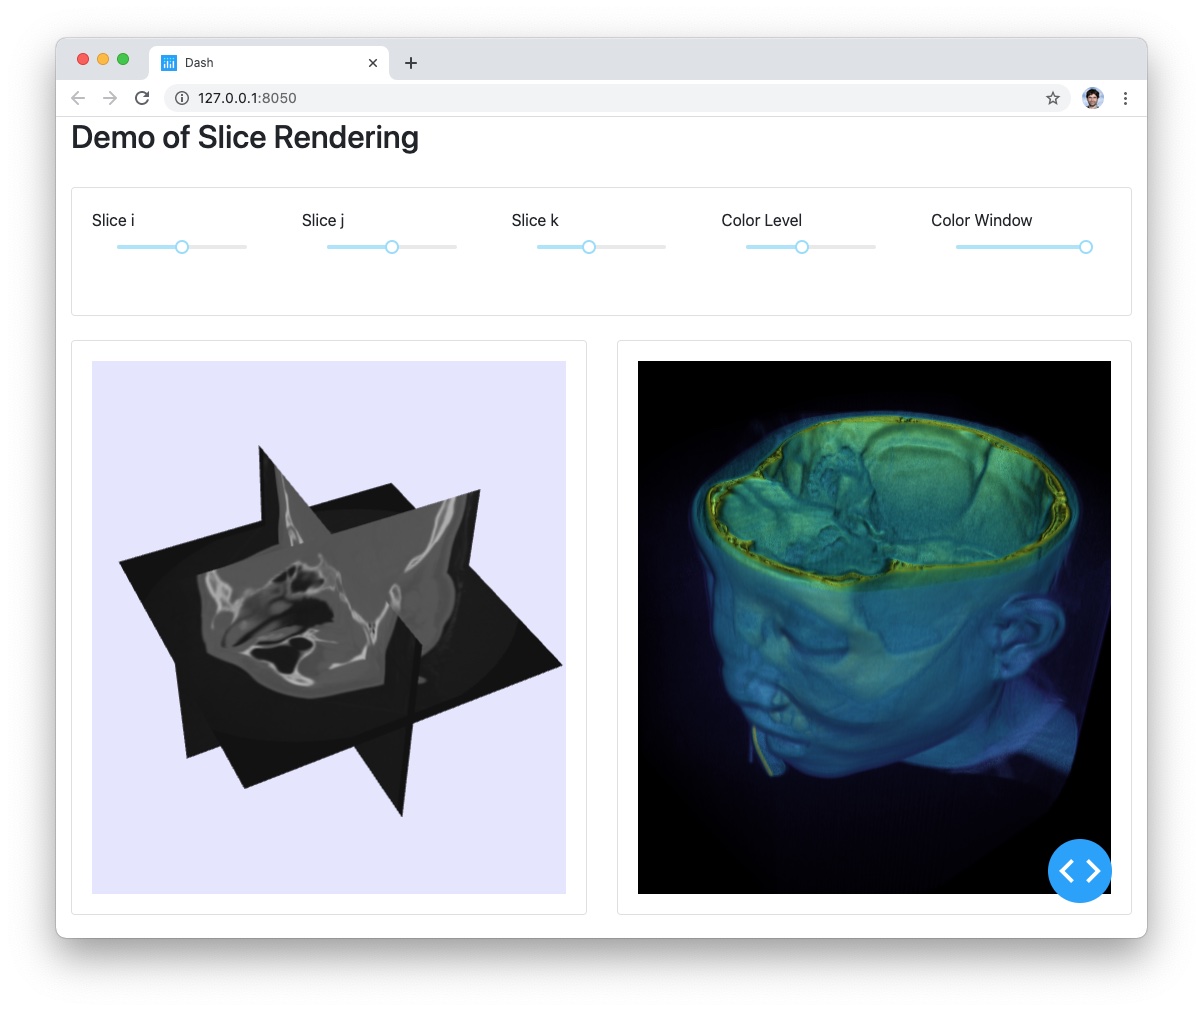 Dash
127.0.0.1:8050
Demo of Slice Rendering
Slice i
Slice j
Slice k
Color Level
Color Window